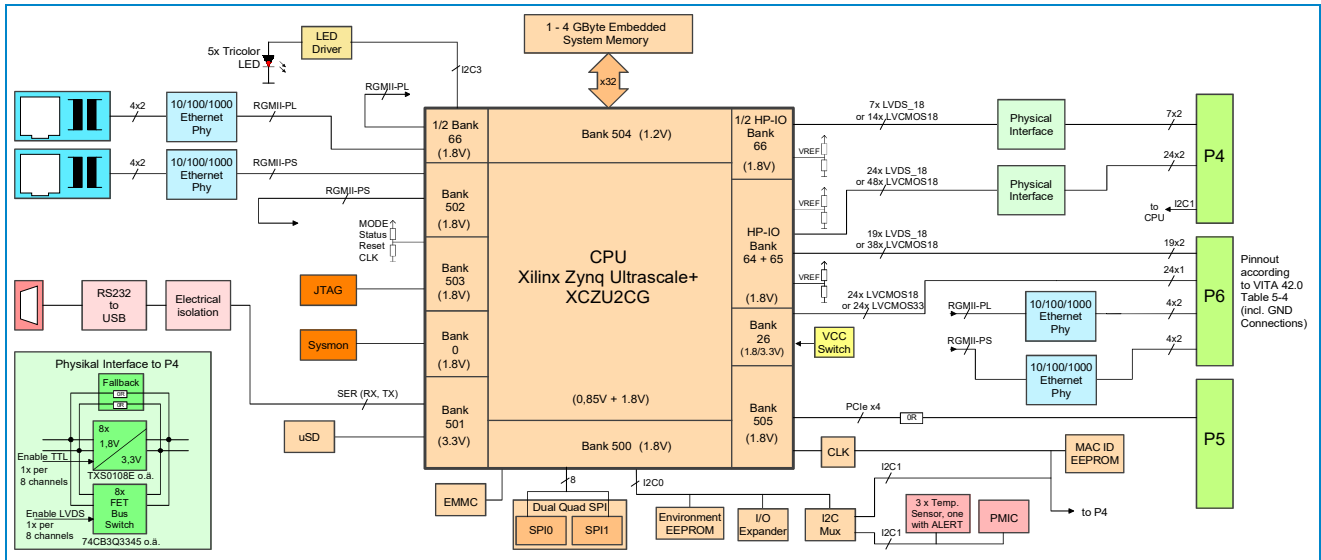 1 - 4 GByte Embedded
System Memory
x32
5x Tricolor
LED
LED
Driver
I2C3
RGMII-PL
4x2
10/100/1000
Ethernet
Phy
RGMII-PL
4x2
10/100/1000
Ethernet
Phy
RGMII-PS
RGMII-PS
MODE
Status
Reset
CLK
JTAG
Sysmon
RS232
to
USB
Electrical
isolation
SER (RX, TX)
uSD
1/2 Bank
66
(1.8V)
Bank
502
(1.8V)
Bank
503
(1.8V)
Bank
0
(1.8V)
Bank
501
(3.3V)
Bank 504 (1.2V)
CPU
Xilinx Zynq Ultrascale+
XCZU2CG
(0,85V + 1.8V)
Bank 500 (1.8V)
1/2 HP-IO
Bank
66
(1.8V)
HP-IO
Bank
64 + 65
(1.8V)
Bank
26
(1.8/3.3V)
Bank
505
(1.8V)
7x LVDS_18
or 14x LVCMOS18
Physical
Interface
7x2
VREF
24x LVDS_18
or 48x LVCMOS18
Physical
Interface
24x2
P4
VREF
to
CPU
I2C1
19x LVDS_18
or 38x LVCMOS18
19x2
VREF
24x LVCMOS18
or 24x LVCMOS33
24x1
RGMII-PL
10/100/1000
Ethernet
Phy
4x2
RGMII-PS
10/100/1000
Ethernet
Phy
4x2
P6
Pinnout
according
to VITA 42.0
Table 5-4
(incl. GND
Connections)
VCC
Switch
PCIe x4
0R
P5
CLK
MAC ID
EEPROM
I2C1
to P4
EMMC
8
Dual Quad SPI
SPI0
SPI1
I2C0
Environment
EEPROM
I/O
Expander
I2C
Mux
I2C1
3 x Temp.
Sensor, one
with ALERT
PMIC
Physikal Interface to P4
Fallback
0R
0R
8x
1,8V
3,3V
TXS0108E o.ä.
Enable TTL
1x per
8 channels
8x
FET
Bus
Switch
74CB3Q3345 o.ä.
Enable LVDS
1x per
8 channels